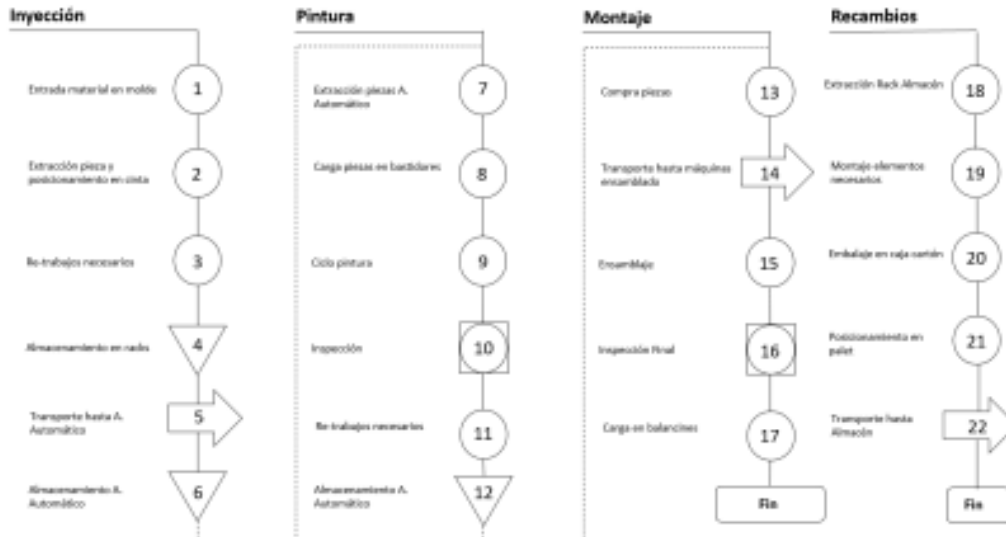 Inyección
Entrada material en molde
1
Extracción pieza y
posicionamiento en cinta
2
Re-trabajos necesarios
3
Almacenamiento en racks
4
Transporte hasta A.
Automático
5
Almacenamiento A.
Automático
6
Pintura
Extracción piezas A.
Automático
7
Carga piezas en bastidores
8
Ciclo pintura
9
Inspección
10
Re-trabajos necesarios
11
Almacenamiento A.
Automático
12
Montaje
Compra piezas
13
Transporte hasta máquinas
ensamblado
14
Ensamblaje
15
Inspección Final
16
Carga en balancines
17
Fin
Recambios
Extracción Rack Almacén
18
Montaje elementos
necesarios
19
Embalaje en caja cartón
20
Posicionamiento en
palet
21
Transporte hasta
Almacén
22
Fin